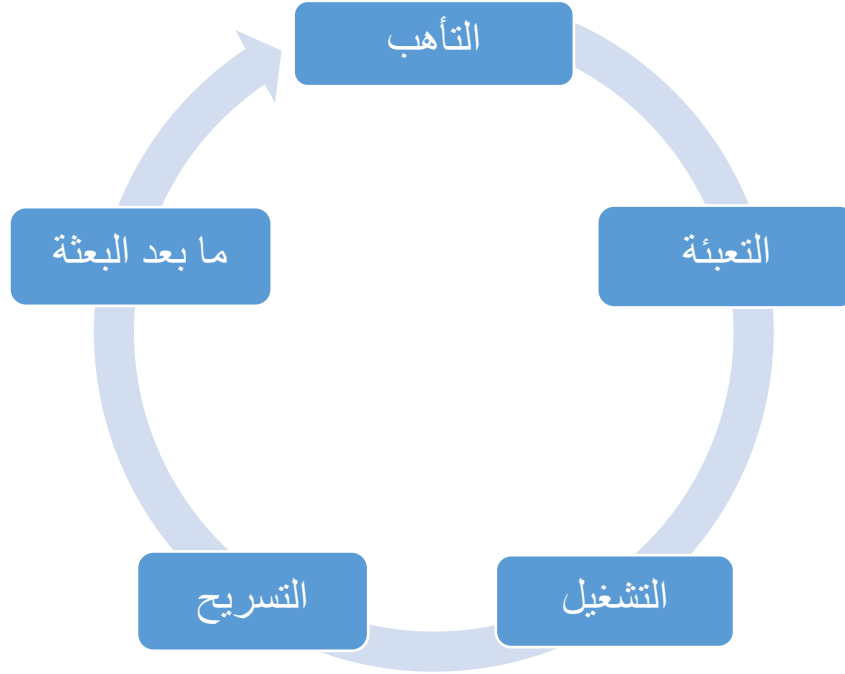 التأهب
التعبئة
التشغيل
التسريح
ما بعد البعثة